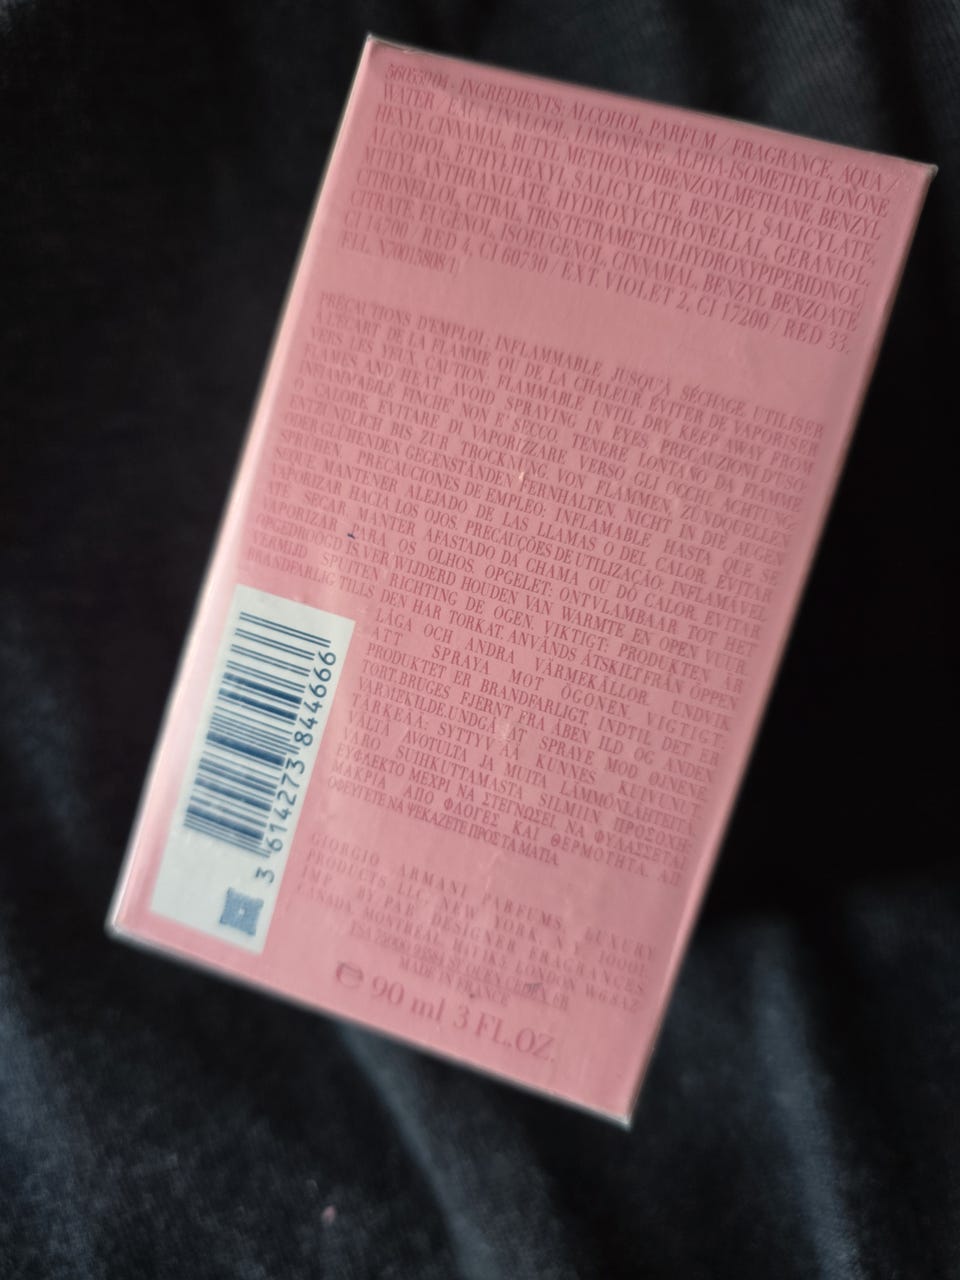 INGREDIENTS: ALCOHOL, PARFUM / FRAGRANCE, AQUA /
WATER / EAU, LINALOOL, LIMONENE, ALPHA-ISOMETHYL IONONE
HEXYL CINNAMAL, BUTYL METHOXYDIBENZOYLMETHANE, BENZYL
ALCOHOL, ETHYLHEXYL SALICYLATE, BENZYL SALICYLATE,
ANTHRANILATE, HYDROXYCITRONELLAL, GERANIOL,
CITRONELLOL, CITRAL, TRIS(TETRAMETHYLHYDROXYPIPERIDINOL)
CITRATE, EUGENOL, ISOEUGENOL, CINNAMAL, BENZYL BENZOATE
RED 4, CI 60730 / EXT. VIOLET 2, CI 17200 / RED 33.
F.I.L.
PRÉCAUTIONS D'EMPLOI: INFLAMMABLE JUSQU'À SÉCHAGE. UTILISER
À L'ÉCART DE LA FLAMME OU DE LA CHALEUR. ÉVITER DE VAPORISER
VERS LES YEUX. CAUTION: FLAMMABLE UNTIL DRY. KEEP AWAY FROM
FLAMES AND HEAT. AVOID SPRAYING IN EYES. PRECAUZIONI D'USO:
INFIAMMABILE FINCHE' NON E' SECCO. TENERE LONTANO DA FIAMME
O CALORE. EVITARE DI VAPORIZZARE VERSO GLI OCCHI. ACHTUNG:
ENTZÜNDLICH BIS ZUR TROCKNUNG. VON FLAMMEN, ZÜNDQUELLEN
ODER GLÜHENDEN GEGENSTÄNDEN FERNHALTEN. NICHT IN DIE AUGEN
SPRÜHEN. PRECAUCIONES DE EMPLEO: INFLAMABLE HASTA QUE SE
SEQUE. MANTENER ALEJADO DE LAS LLAMAS O DEL CALOR. EVITAR
VAPORIZAR HACIA LOS OJOS. PRECAUÇÕES DE UTILIZAÇÃO: INFLAMÁVEL
ATÉ SECAR. MANTER AFASTADO DA CHAMA OU DO CALOR. EVITAR
VAPORIZAR PARA OS OLHOS. OPGELET: ONTVLAMBAAR TOT HET
OPGEDROOGD IS. VERWIJDERD HOUDEN VAN WARMTE EN OPEN VUUR.
VERMIJD SPUITEN RICHTING DE OGEN. VIKTIGT: PRODUKTEN ÄR
BRANDFARLIG TILLS DEN HAR TORKAT. ANVÄNDS ÅTSKILT FRÅN ÖPPEN
LÅGA OCH ANDRA VÄRMEKÄLLOR. UNDVIK
ATT SPRAYA MOT ÖGONEN. VIGTIGT:
PRODUKTET ER BRANDFARLIGT, INDTIL DET ER
TØRT. BRUGES FJERNT FRA ÅBEN ILD OG ANDEN
VARMEKILDE. UNDGÅ AT SPRAYE MOD ØJNENE.
TÄRKEÄÄ: SYTTYVÄÄ KUNNES KUIVUNUT.
VÄLTÄ AVOTULTA JA MUITA LÄMMÖNLÄHTEITÄ.
VARO SUIHKUTTAMASTA SILMIIN. ΠΡΟΣΟΧΗ:
ΕΥΦΛΕΚΤΟ ΜΕΧΡΙ ΝΑ ΣΤΕΓΝΩΣΕΙ. ΝΑ ΦΥΛΑΣΣΕΤΑΙ
ΜΑΚΡΙΑ ΑΠΟ ΦΛΟΓΕΣ ΚΑΙ ΘΕΡΜΟΤΗΤΑ. ΑΠ
ΟΦΕΥΓΕΤΕ ΝΑ ΨΕΚΑΖΕΤΕ ΠΡΟΣ ΤΑ ΜΑΤΙΑ.
3 614273 844666
GIORGIO ARMANI PARFUMS, LUXURY
PRODUCTS LLC NEW YORK N.Y. 10001,
IMP. BY PAR DESIGNER FRAGRANCES
CANADA, MONTREAL LONDON W6 8AZ
MADE IN FRANCE
℮ 90 ml 3 FL.OZ.